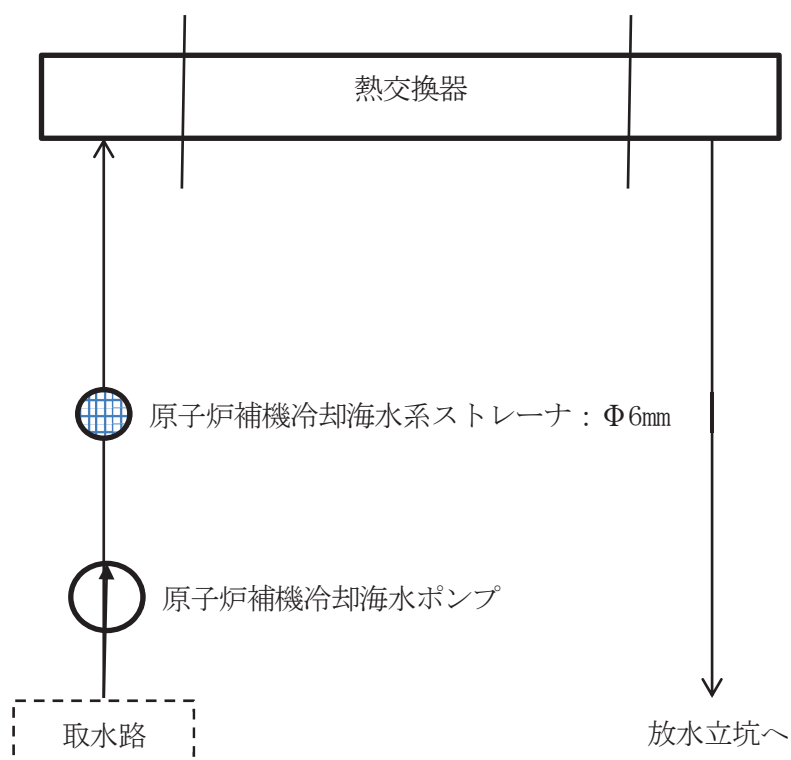 熱交換器
原子炉補機冷却海水系ストレーナ：Φ6mm
原子炉補機冷却海水ポンプ
取水路
放水立坑へ